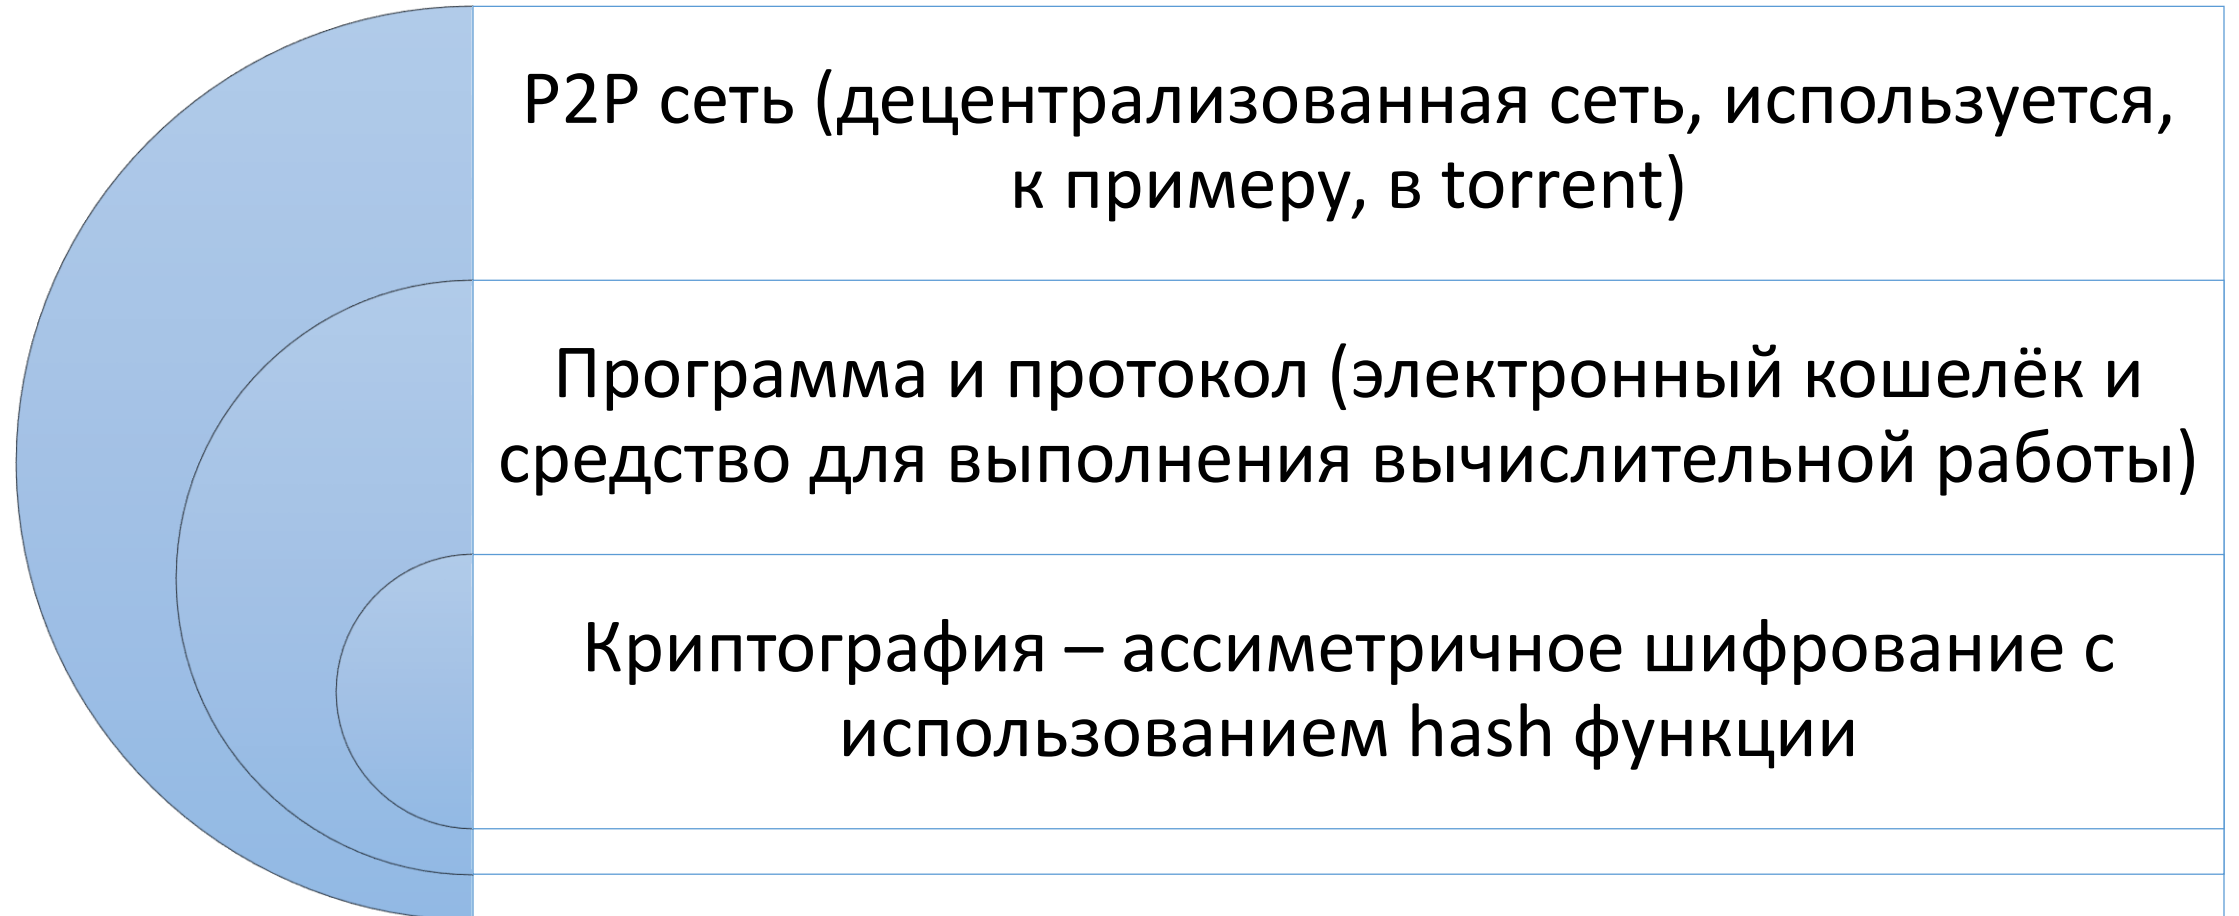 P2P сеть (децентрализованная сеть, используется,
к примеру, в torrent)
Программа и протокол (электронный кошелёк и
средство для выполнения вычислительной работы)
Криптография – ассиметричное шифрование с
использованием hash функции